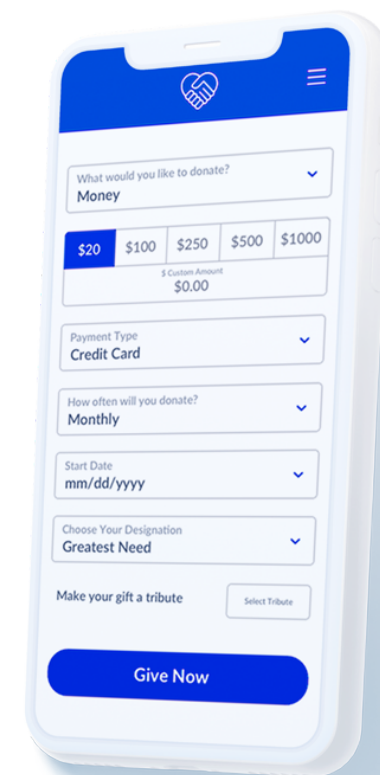 What would you like to donate?
Money
$20 $100 $250 $500 $1000
$ Custom Amount
$0.00
Payment Type
Credit Card
How often will you donate?
Monthly
Start Date
mm/dd/yyyy
Choose Your Designation
Greatest Need
Make your gift a tribute Select Tribute
Give Now